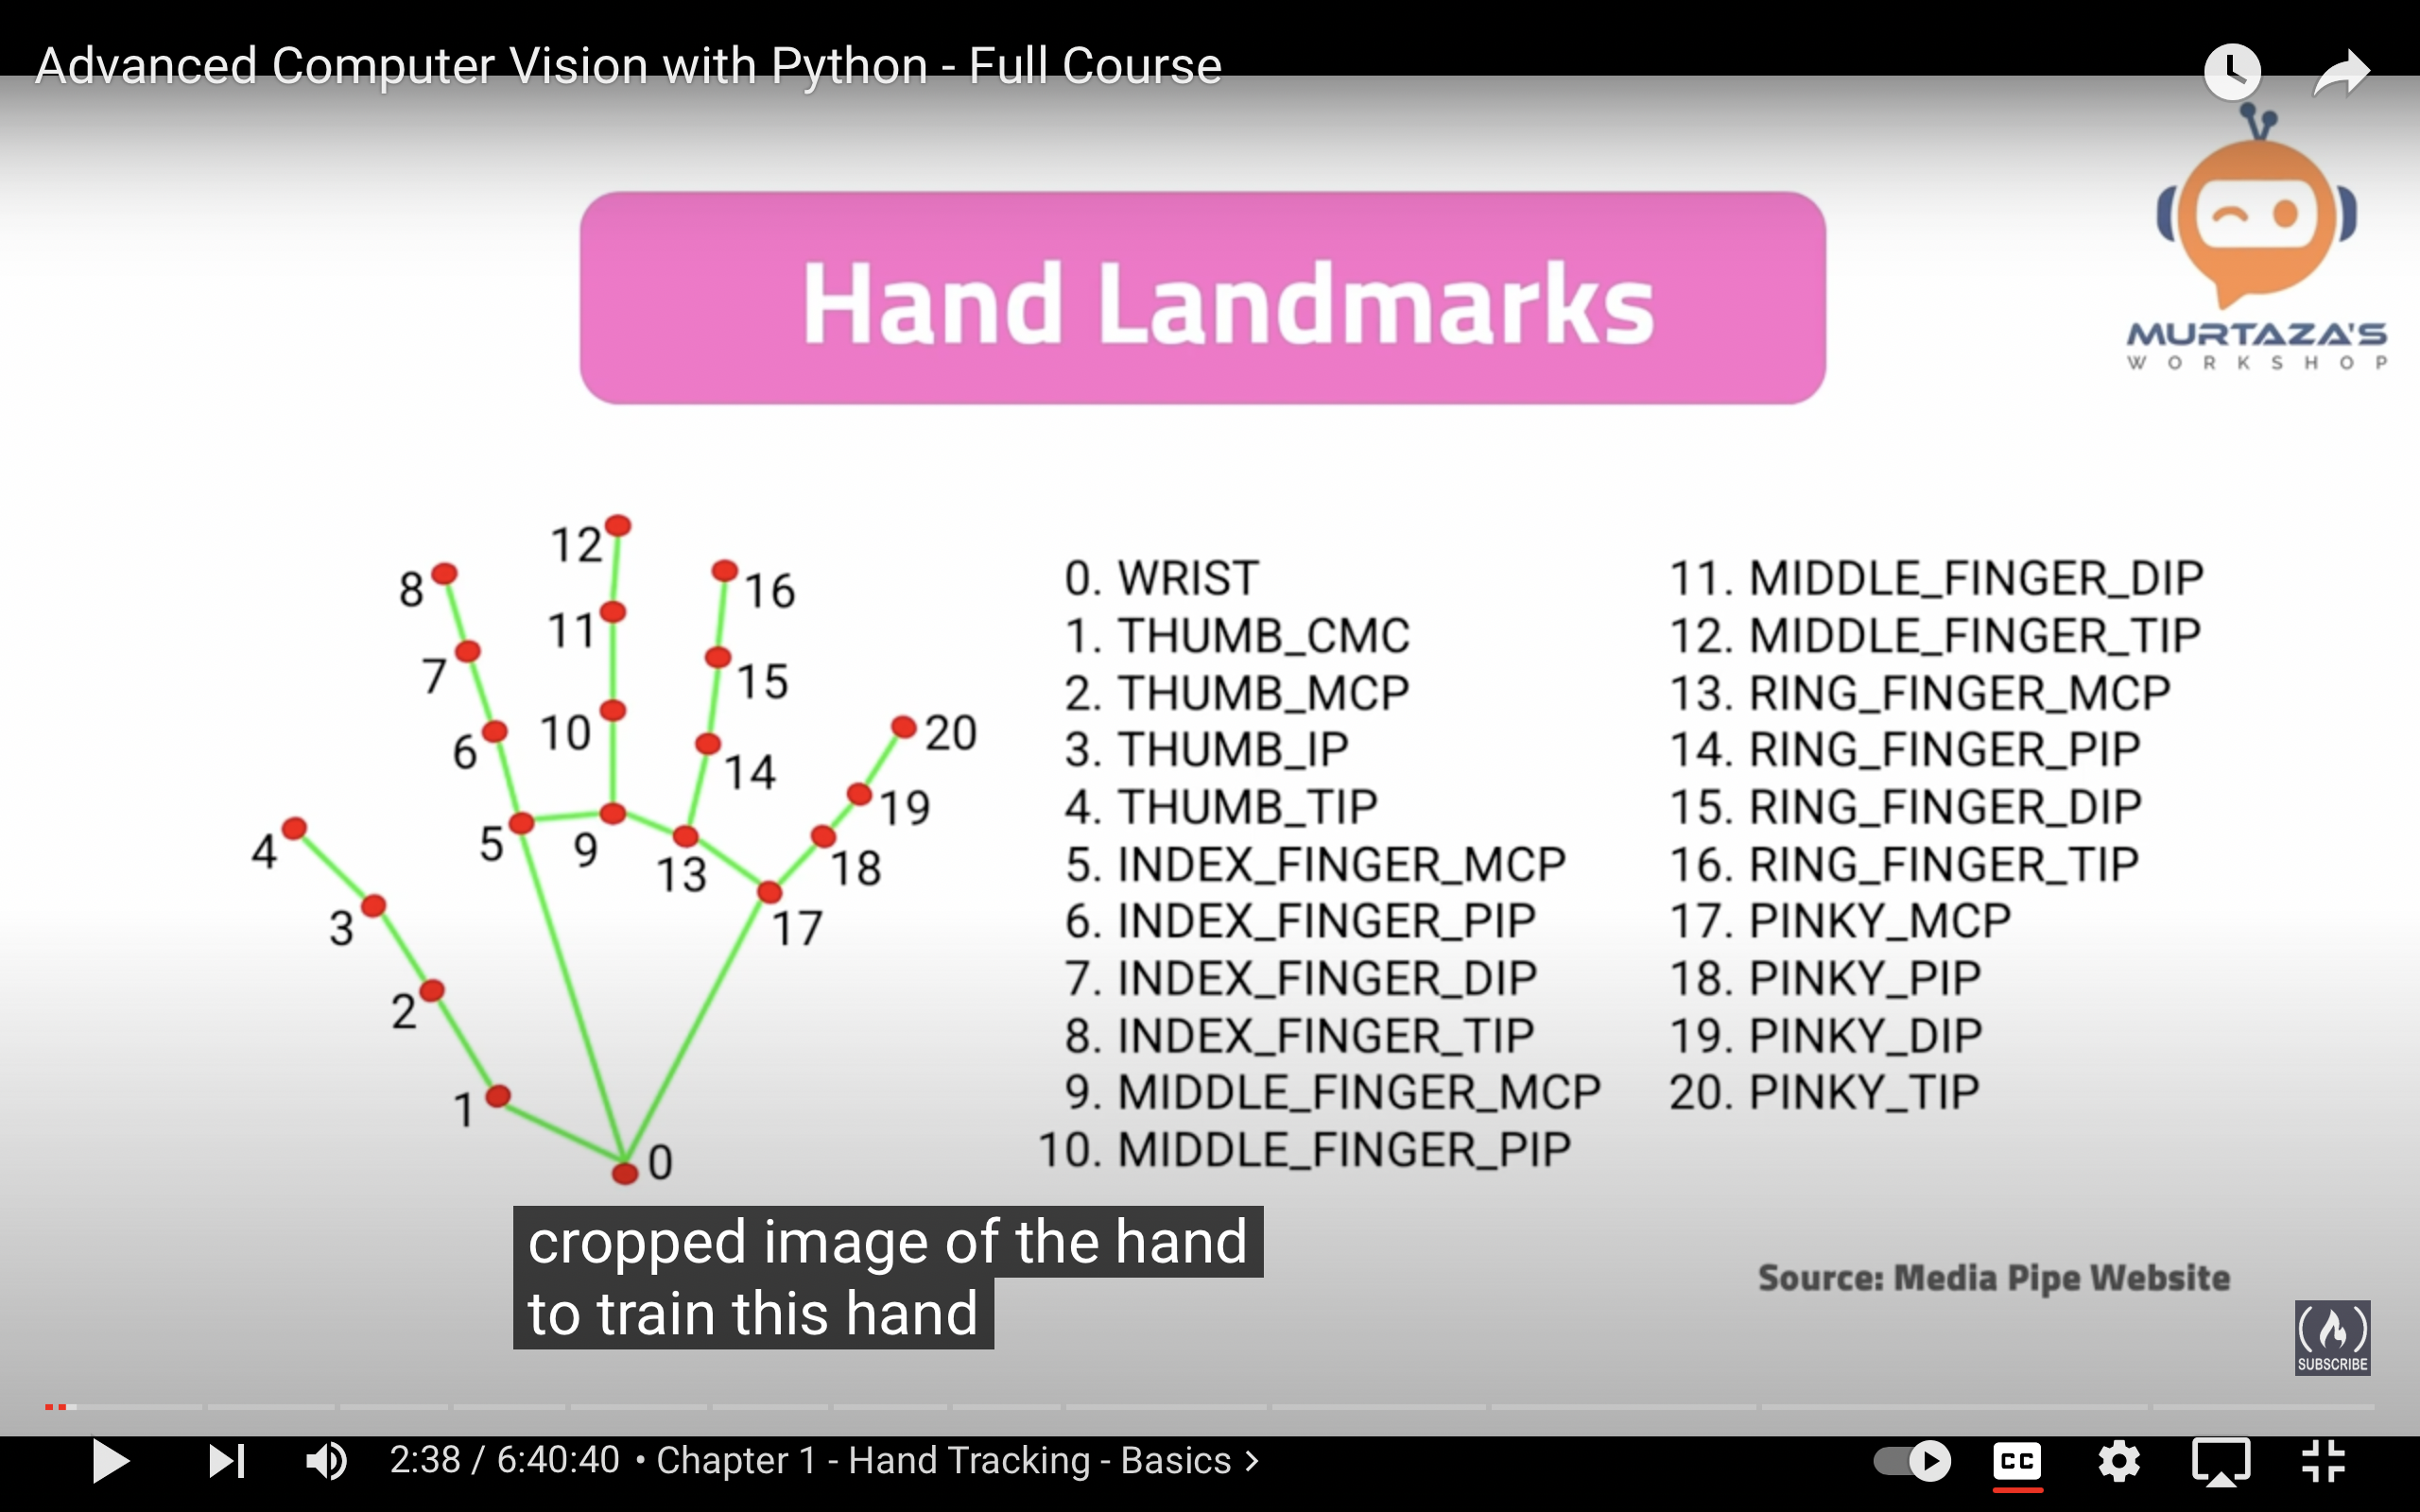 Advanced Computer Vision with Python - Full Course
MURTAZA'S
WORKSHOP
Hand Landmarks
12
8
16
11
7
15
10
6
20
14
19
4
5
9
18
13
3
17
2
1
0
0. WRIST
1. THUMB_CMC
2. THUMB_MCP
3. THUMB_IP
4. THUMB_TIP
5. INDEX_FINGER_MCP
6. INDEX_FINGER_PIP
7. INDEX_FINGER_DIP
8. INDEX_FINGER_TIP
9. MIDDLE_FINGER_MCP
10. MIDDLE_FINGER_PIP
11. MIDDLE_FINGER_DIP
12. MIDDLE_FINGER_TIP
13. RING_FINGER_MCP
14. RING_FINGER_PIP
15. RING_FINGER_DIP
16. RING_FINGER_TIP
17. PINKY_MCP
18. PINKY_PIP
19. PINKY_DIP
20. PINKY_TIP
cropped image of the hand
to train this hand
Source: Media Pipe Website
SUBSCRIBE
2:38 / 6:40:40 • Chapter 1 - Hand Tracking - Basics >
CC